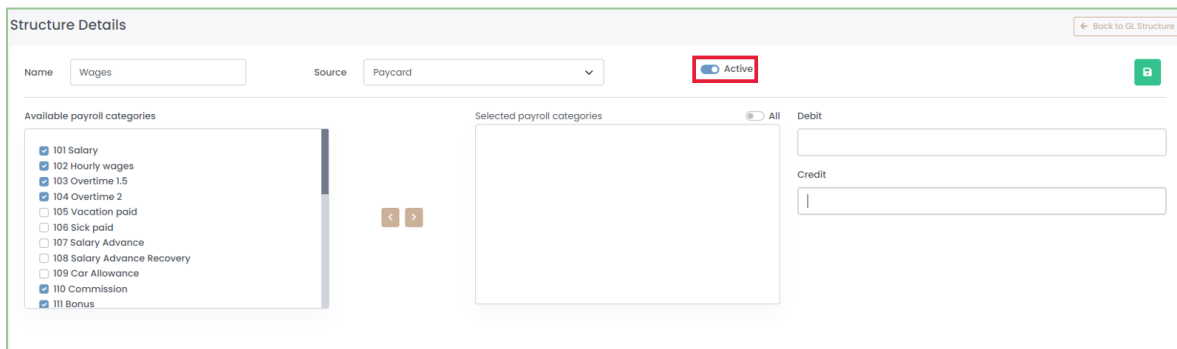 Structure Details
← Back to GL Structure
Name Wages Source Paycard Active
Available payroll categories
101 Salary
102 Hourly wages
103 Overtime 1.5
104 Overtime 2
105 Vacation paid
106 Sick paid
107 Salary Advance
108 Salary Advance Recovery
109 Car Allowance
110 Commission
111 Bonus
Selected payroll categories All
Debit
Credit